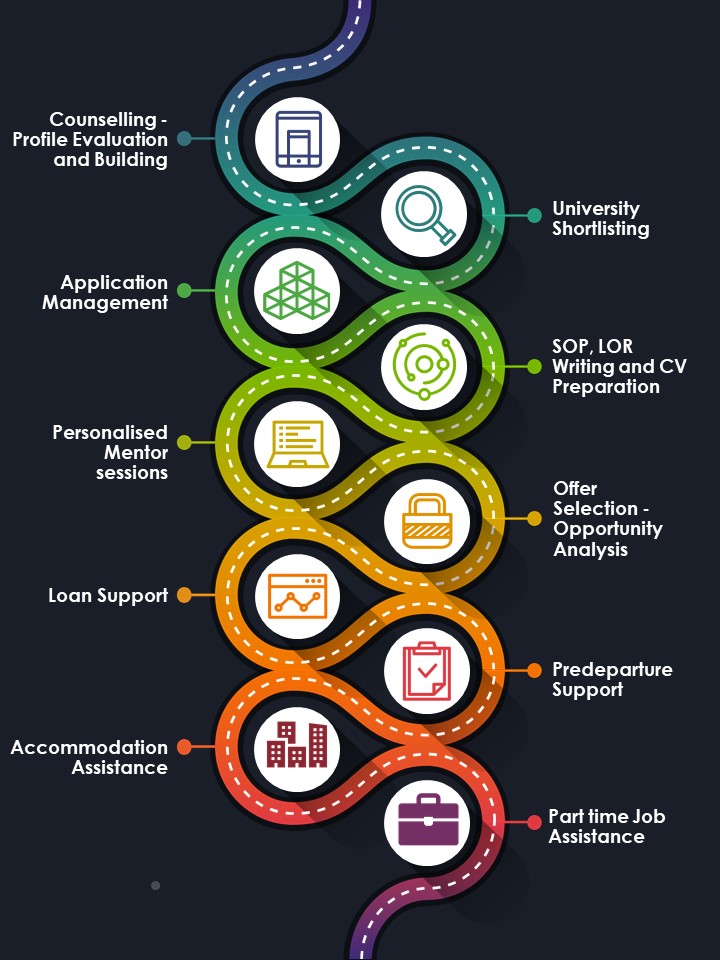 Counselling -
Profile Evaluation
and Building
University
Shortlisting
Application
Management
SOP, LOR
Writing and CV
Preparation
Personalised
Mentor
sessions
Offer
Selection -
Opportunity
Analysis
Loan Support
Predeparture
Support
Accommodation
Assistance
Part time Job
Assistance